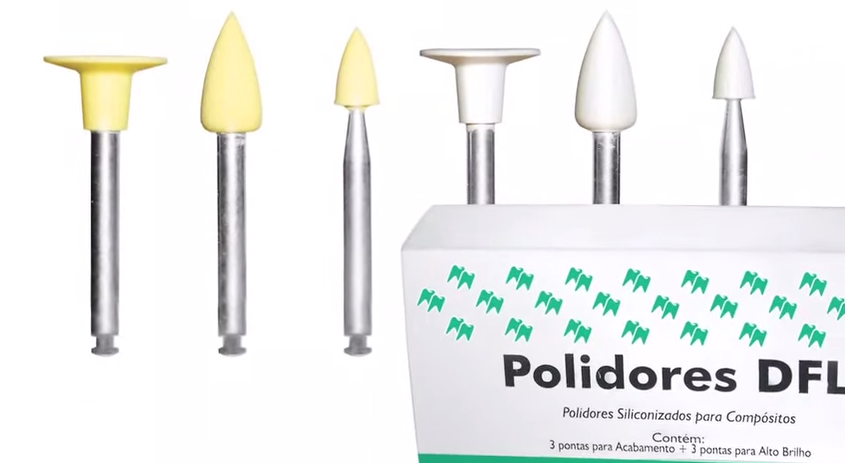 Polidores DFL
Polidores Siliconizados para Compósitos
Contém:
3 pontas para Acabamento + 3 pontas para Alto Brilho